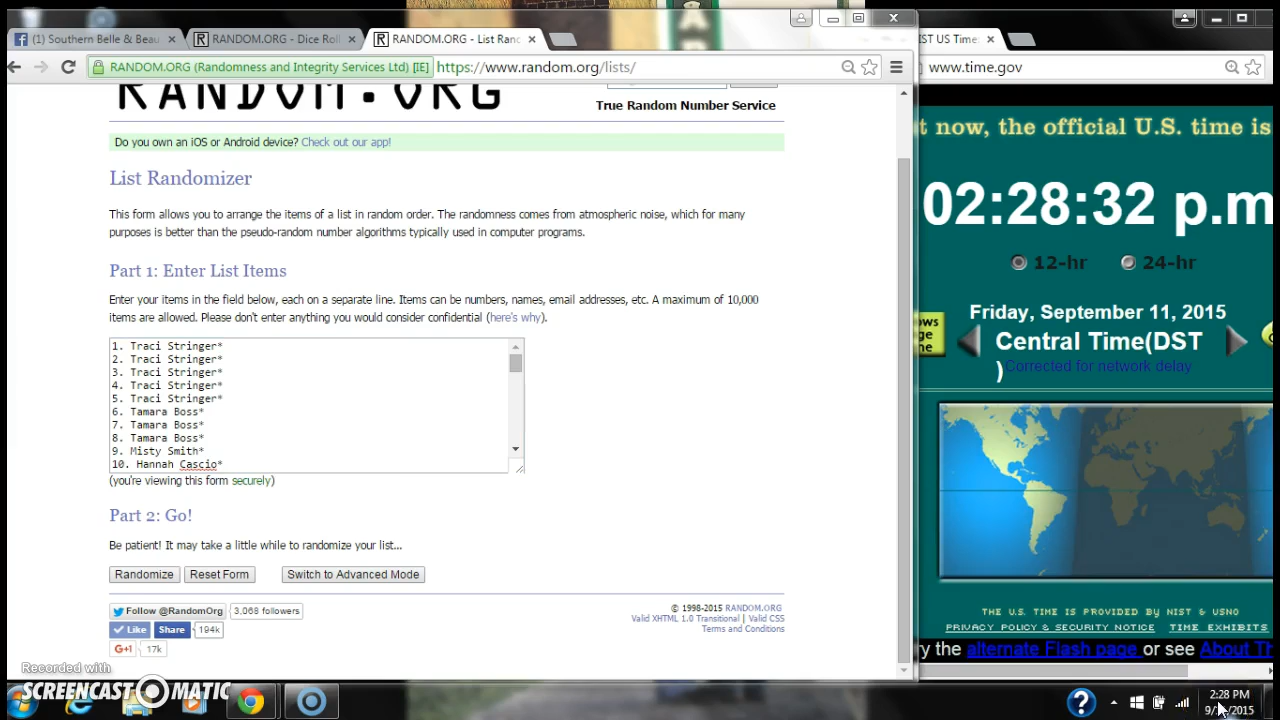 (1) Southern Belle & Beau
RANDOM.ORG - Dice Roll
RANDOM.ORG - List Ran
IST US Time
RANDOM.ORG (Randomness and Integrity Services Ltd) [IE]
https://www.random.org/lists/
www.time.gov
RANDOM.ORG
True Random Number Service
Do you own an iOS or Android device? Check out our app!
List Randomizer
This form allows you to arrange the items of a list in random order. The randomness comes from atmospheric noise, which for many
purposes is better than the pseudo-random number algorithms typically used in computer programs.
Part 1: Enter List Items
Enter your items in the field below, each on a separate line. Items can be numbers, names, email addresses, etc. A maximum of 10,000
items are allowed. Please don't enter anything you would consider confidential (here's why).
1. Traci Stringer*
2. Traci Stringer*
3. Traci Stringer*
4. Traci Stringer*
5. Traci Stringer*
6. Tamara Boss*
7. Tamara Boss*
8. Tamara Boss*
9. Misty Smith*
10. Hannah Cascio*
(you're viewing this form securely)
Part 2: Go!
Be patient! It may take a little while to randomize your list...
Randomize
Reset Form
Switch to Advanced Mode
Follow @RandomOrg
3,068 followers
Like
Share
194k
G+1
17k
© 1998-2015 RANDOM.ORG
Valid XHTML 1.0 Transitional | Valid CSS
Terms and Conditions
t now, the official U.S. time is
02:28:32 p.m
12-hr
24-hr
Friday, September 11, 2015
Central Time(DST
)Corrected for network delay
THE U.S. TIME IS PROVIDED BY NIST & USNO
PRIVACY POLICY & SECURITY NOTICE
TIME EXHIBITS
ry the alternate Flash page or see About Th
Recorded with
SCREENCAST-O-MATIC
2:28 PM